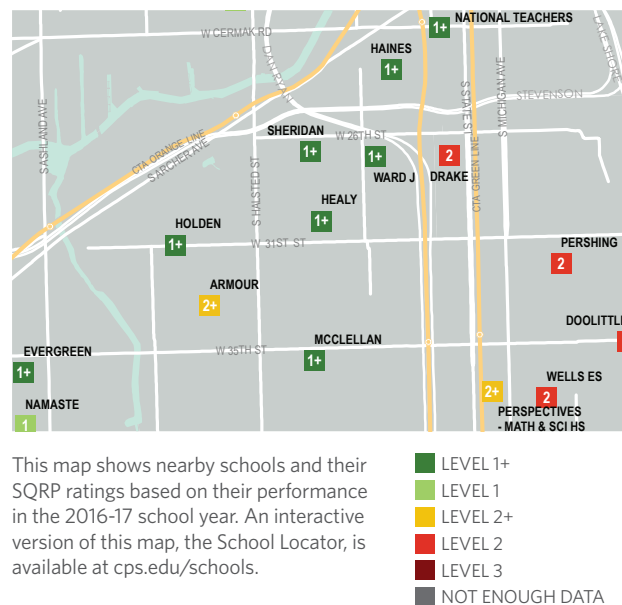 NATIONAL TEACHERS
1+
W CERMAK RD
HAINES
1+
DAN RYAN
LAKE SHORE
STEVENSON
S STATE ST
S MICHIGAN AVE
S ASHLAND AVE
CTA ORANGE LINE
S ARCHER AVE
SHERIDAN
W 26TH ST
1+
1+
2
WARD J
DRAKE
S HALSTED ST
CTA GREEN LINE
HEALY
1+
HOLDEN
1+
W 31ST ST
PERSHING
2
ARMOUR
2+
DOOLITTL
MCCLELLAN
W 35TH ST
1+
EVERGREEN
1+
WELLS ES
2+
2
NAMASTE
1
PERSPECTIVES
- MATH & SCI HS
This map shows nearby schools and their
SQRP ratings based on their performance
in the 2016-17 school year. An interactive
version of this map, the School Locator, is
available at cps.edu/schools.
LEVEL 1+
LEVEL 1
LEVEL 2+
LEVEL 2
LEVEL 3
NOT ENOUGH DATA